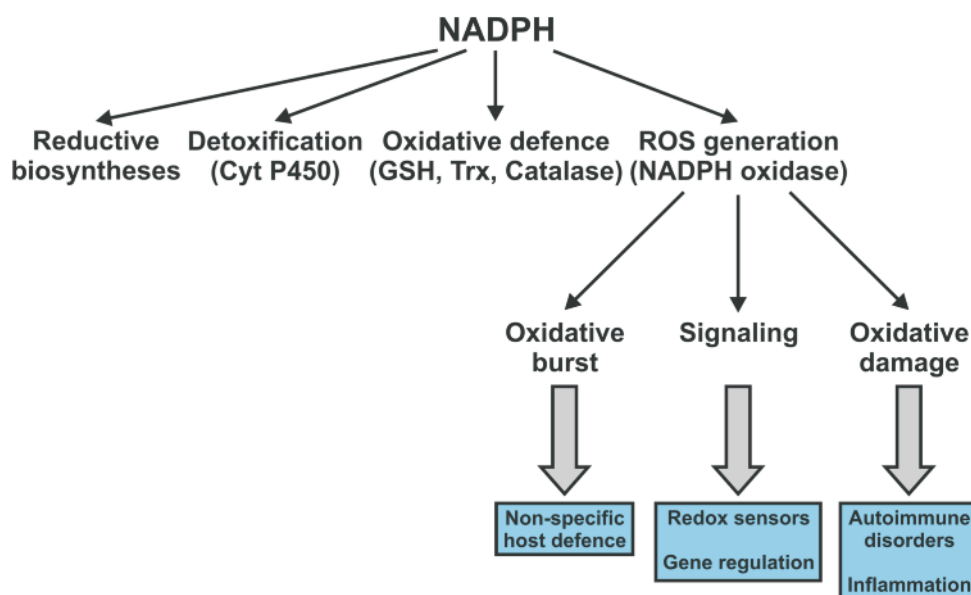 NADPH
Reductive
biosyntheses
Detoxification
(Cyt P450)
Oxidative defence
(GSH, Trx, Catalase)
ROS generation
(NADPH oxidase)
Oxidative
burst
Signaling
Oxidative
damage
Non-specific
host defence
Redox sensors
Gene regulation
Autoimmune
disorders
Inflammation